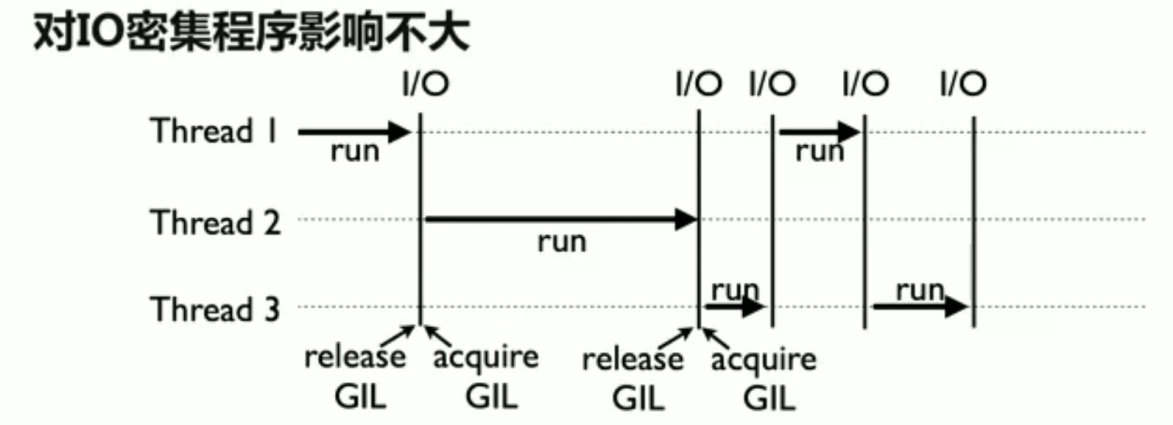 对IO密集程序影响不大
I/O I/O I/O I/O I/O
Thread 1
run run
Thread 2
run
Thread 3
run run
release acquire release acquire
GIL GIL GIL GIL